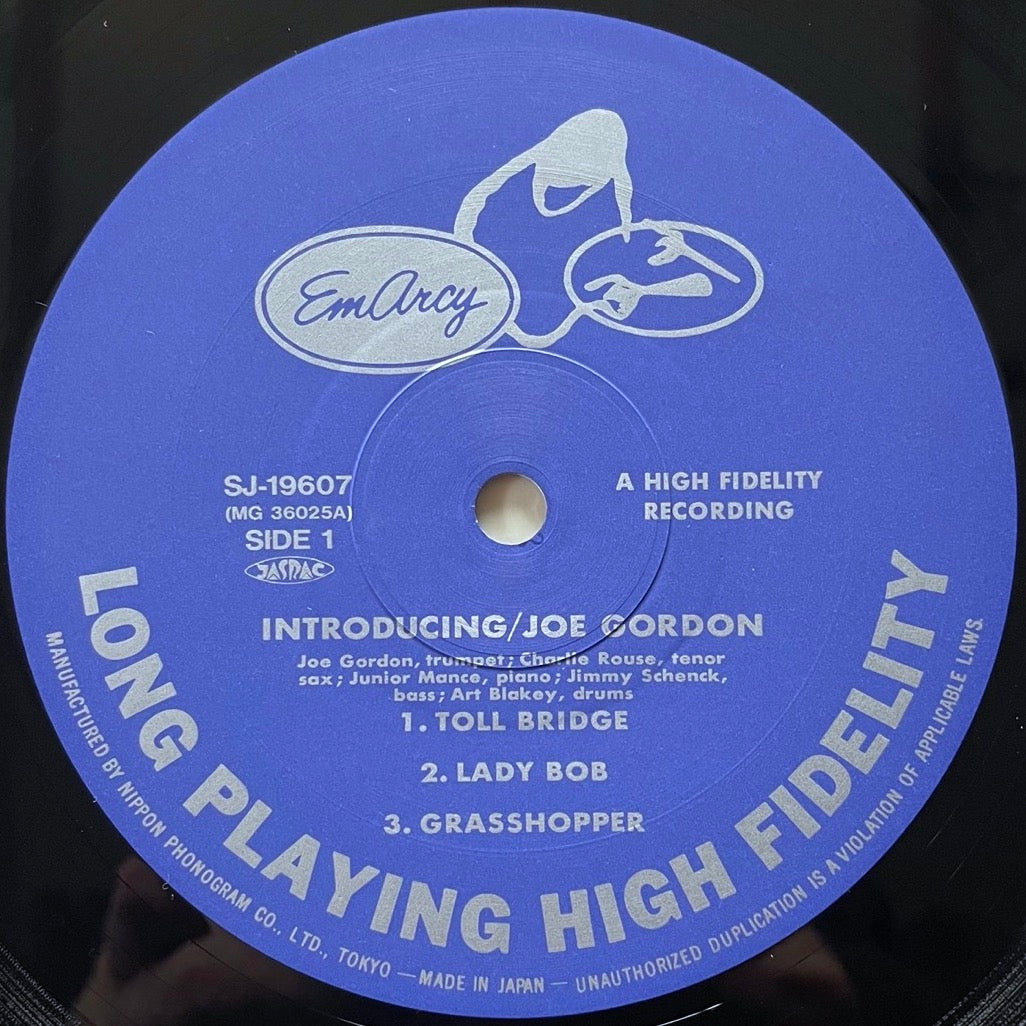 EmArcy
SJ-19607
(MG 36025A)
SIDE 1
JASRAC
A HIGH FIDELITY
RECORDING
INTRODUCING/JOE GORDON
Joe Gordon, trumpet; Charlie Rouse, tenor
sax; Junior Mance, piano; Jimmy Schenck,
bass; Art Blakey, drums
1. TOLL BRIDGE
2. LADY BOB
3. GRASSHOPPER
LONG PLAYING HIGH FIDELITY
MANUFACTURED BY NIPPON PHONOGRAM CO., LTD., TOKYO — MADE IN JAPAN — UNAUTHORIZED DUPLICATION IS A VIOLATION OF APPLICABLE LAWS.